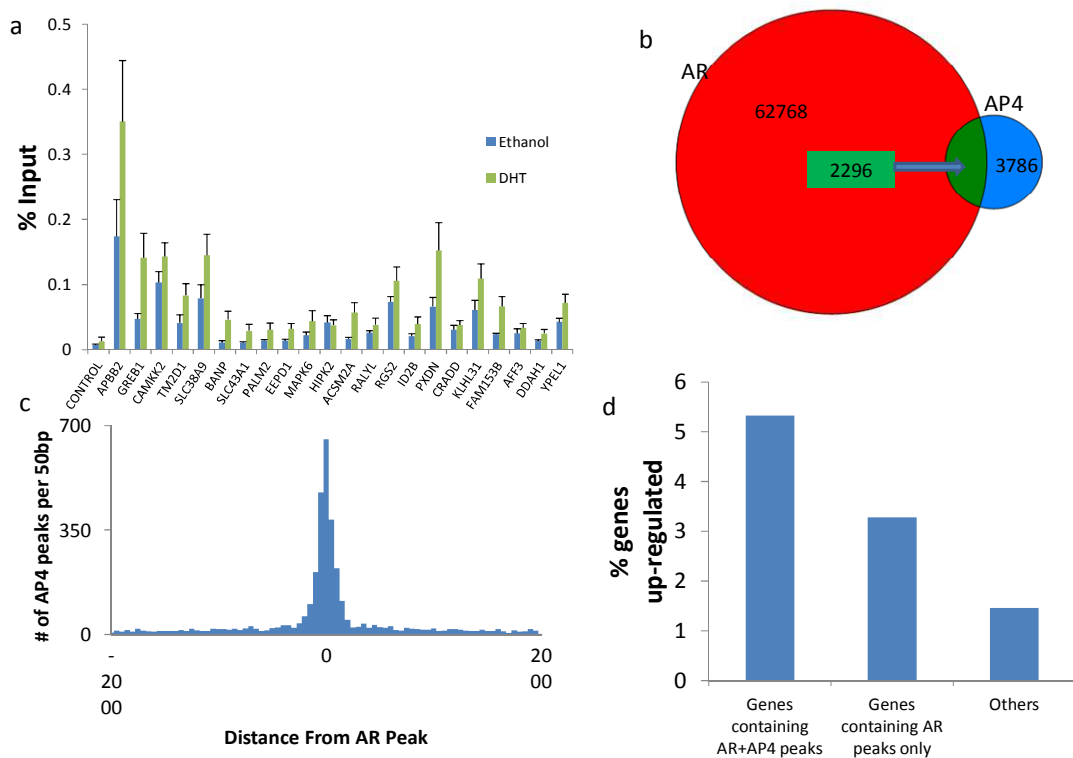 a
0.5
0.4
0.3
0.2
0.1
0
% Input
Ethanol
DHT
CONTROL
APBB2
GREB1
CAMKK2
TM2D1
SLC38A9
BANP
SLC43A1
PALM2
EEPD1
MAPK6
HIPK2
ACSM2A
RALYL
RGS2
ID2B
PXDN
CRADD
KLHL31
FAM153B
AFF3
DDAH1
YPEL1
b
AR
AP4
62768
2296
3786
c
700
350
0
# of AP4 peaks per 50bp
-
20
00
0
20
00
Distance From AR Peak
d
6
5
4
3
2
1
0
% genes
up-regulated
Genes
containing
AR+AP4 peaks
Genes
containing AR
peaks only
Others